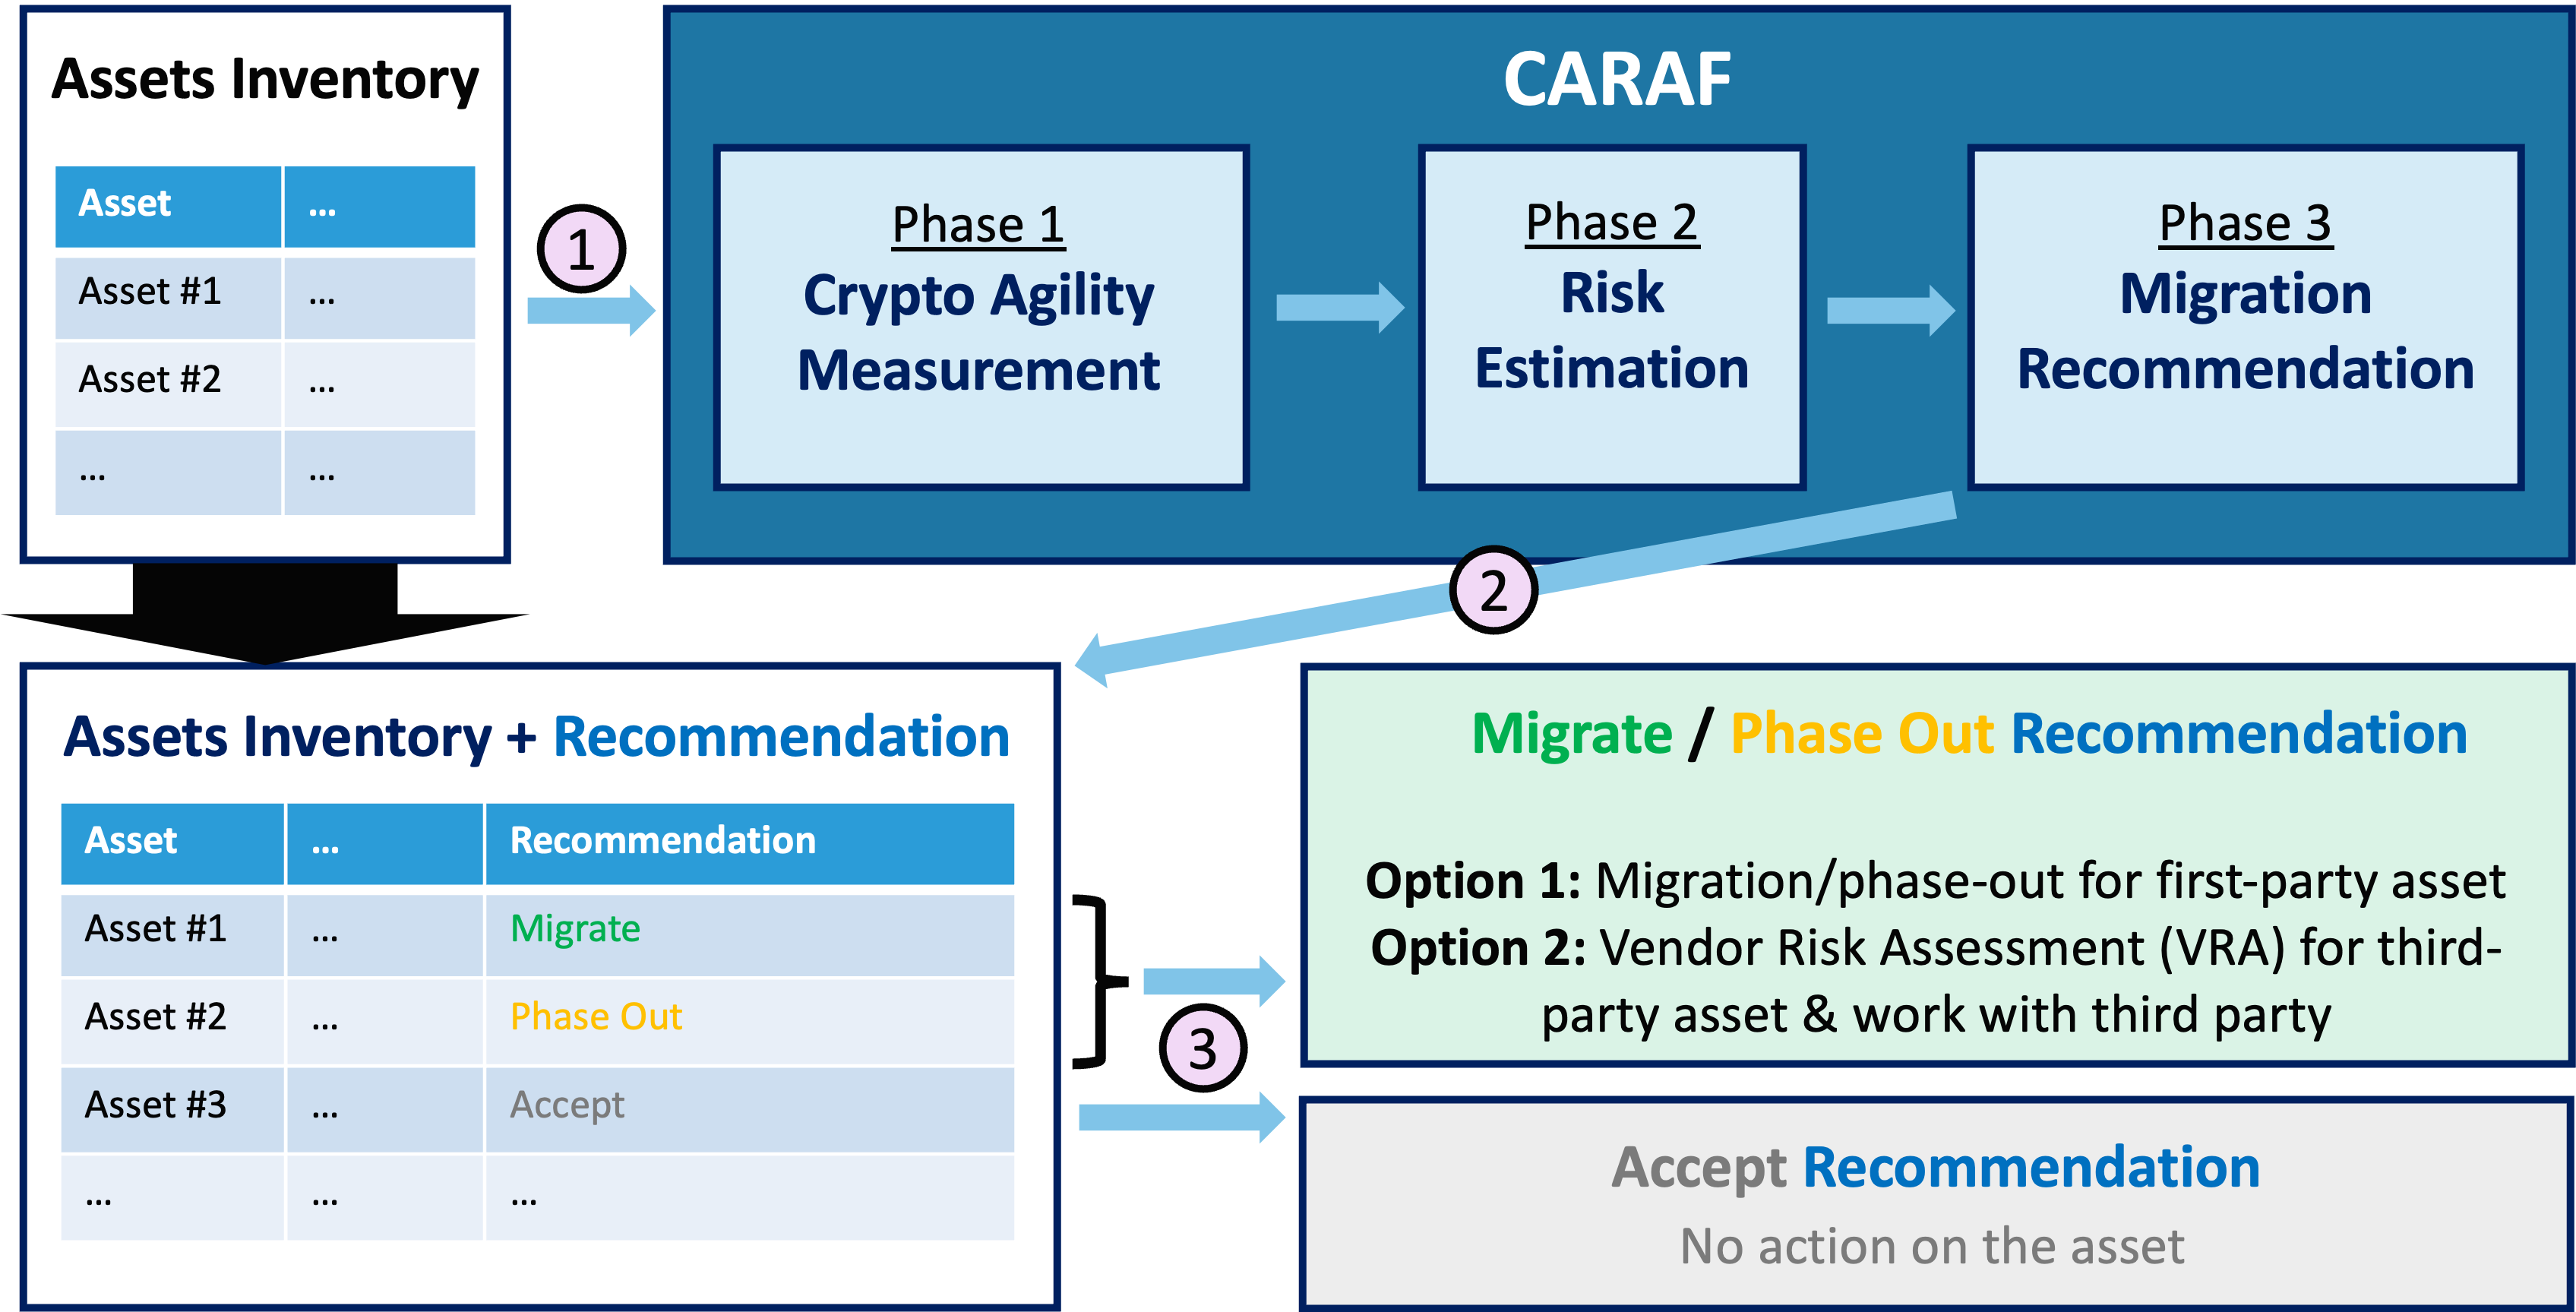 Assets Inventory
Asset ...
Asset #1 ...
Asset #2 ...
... ...
1
CARAF
Phase 1
Crypto Agility
Measurement
Phase 2
Risk
Estimation
Phase 3
Migration
Recommendation
2
Assets Inventory + Recommendation
Asset ... Recommendation
Asset #1 ... Migrate
Asset #2 ... Phase Out
Asset #3 ... Accept
... ... ...
3
Migrate / Phase Out Recommendation
Option 1: Migration/phase-out for first-party asset
Option 2: Vendor Risk Assessment (VRA) for third-
party asset & work with third party
Accept Recommendation
No action on the asset